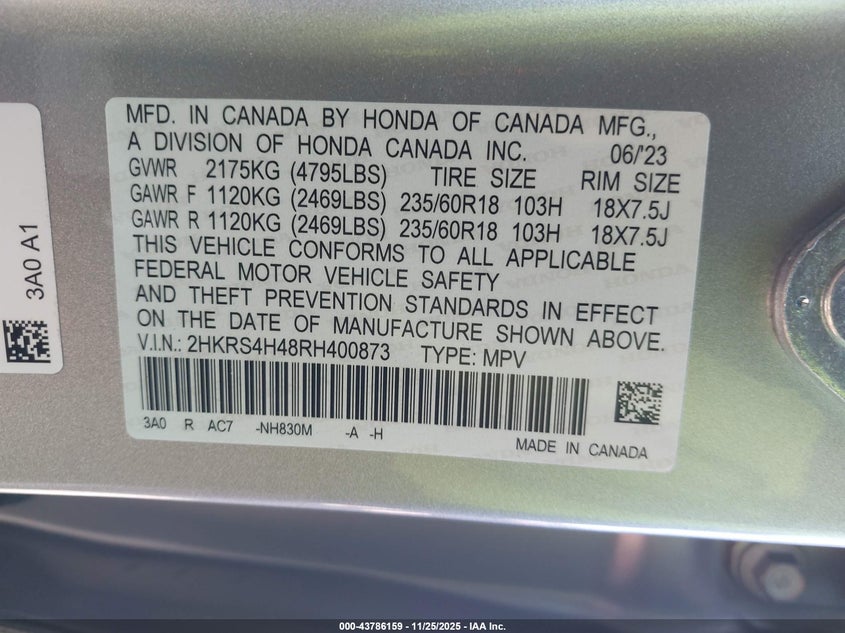 MFD. IN CANADA BY HONDA OF CANADA MFG.,
A DIVISION OF HONDA CANADA INC. 06/'23
GVWR 2175KG (4795LBS) TIRE SIZE RIM SIZE
GAWR F 1120KG (2469LBS) 235/60R18 103H 18X7.5J
GAWR R 1120KG (2469LBS) 235/60R18 103H 18X7.5J
THIS VEHICLE CONFORMS TO ALL APPLICABLE
FEDERAL MOTOR VEHICLE SAFETY
AND THEFT PREVENTION STANDARDS IN EFFECT
ON THE DATE OF MANUFACTURE SHOWN ABOVE.
V.I.N.: 2HKRS4H48RH400873 TYPE: MPV
3A0 R AC7 -NH830M -A -H
MADE IN CANADA
3A0 A1
000-43786159 - 11/25/2025 - IAA Inc.